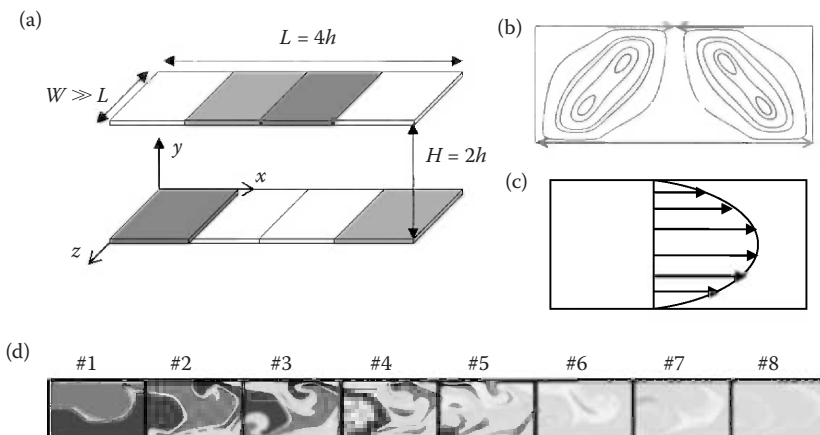 (a)
L = 4h
W ≫ L
y
x
H = 2h
z
(b)
(c)
(d)
#1 #2 #3 #4 #5 #6 #7 #8